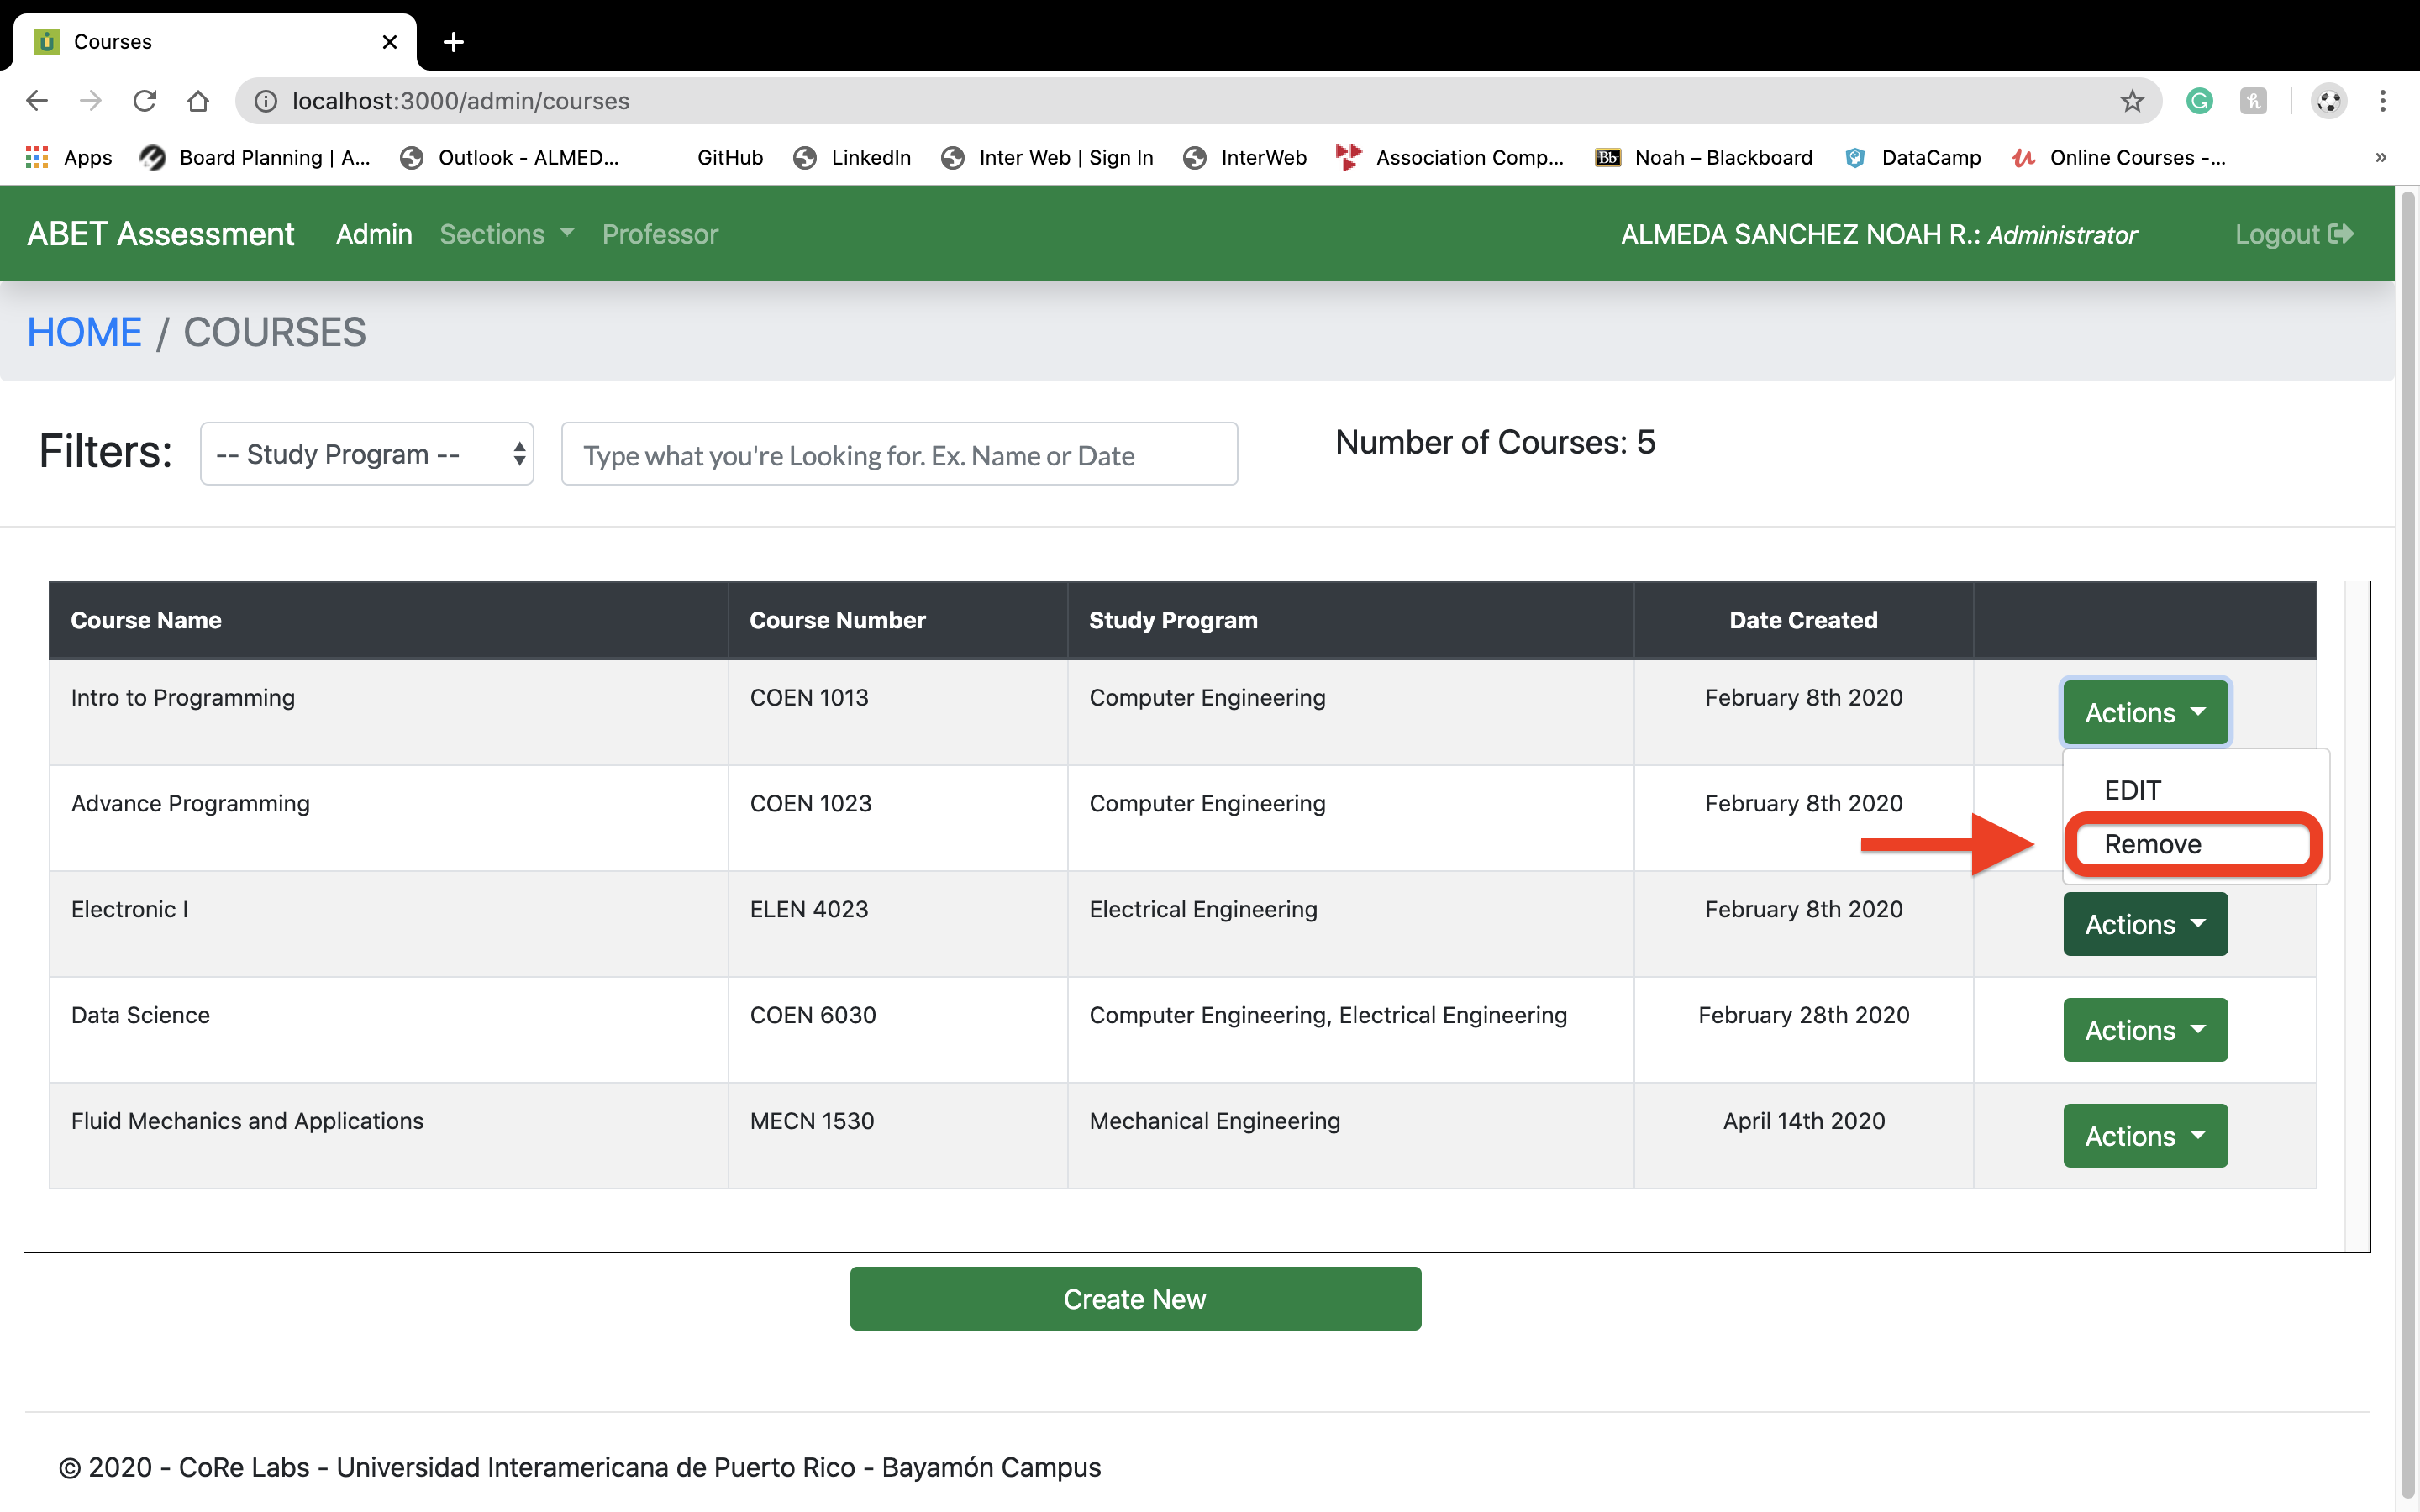 Courses
localhost:3000/admin/courses
Apps Board Planning | A... Outlook - ALMED... GitHub LinkedIn Inter Web | Sign In InterWeb Association Comp... Bb Noah – Blackboard DataCamp Online Courses -... »
ABET Assessment Admin Sections Professor ALMEDA SANCHEZ NOAH R.: Administrator Logout
HOME / COURSES
Filters: -- Study Program -- Type what you're Looking for. Ex. Name or Date Number of Courses: 5
Course Name Course Number Study Program Date Created
Intro to Programming COEN 1013 Computer Engineering February 8th 2020 Actions
EDIT
Advance Programming COEN 1023 Computer Engineering February 8th 2020
Remove
Electronic I ELEN 4023 Electrical Engineering February 8th 2020 Actions
Data Science COEN 6030 Computer Engineering, Electrical Engineering February 28th 2020 Actions
Fluid Mechanics and Applications MECN 1530 Mechanical Engineering April 14th 2020 Actions
Create New
© 2020 - CoRe Labs - Universidad Interamericana de Puerto Rico - Bayamón Campus